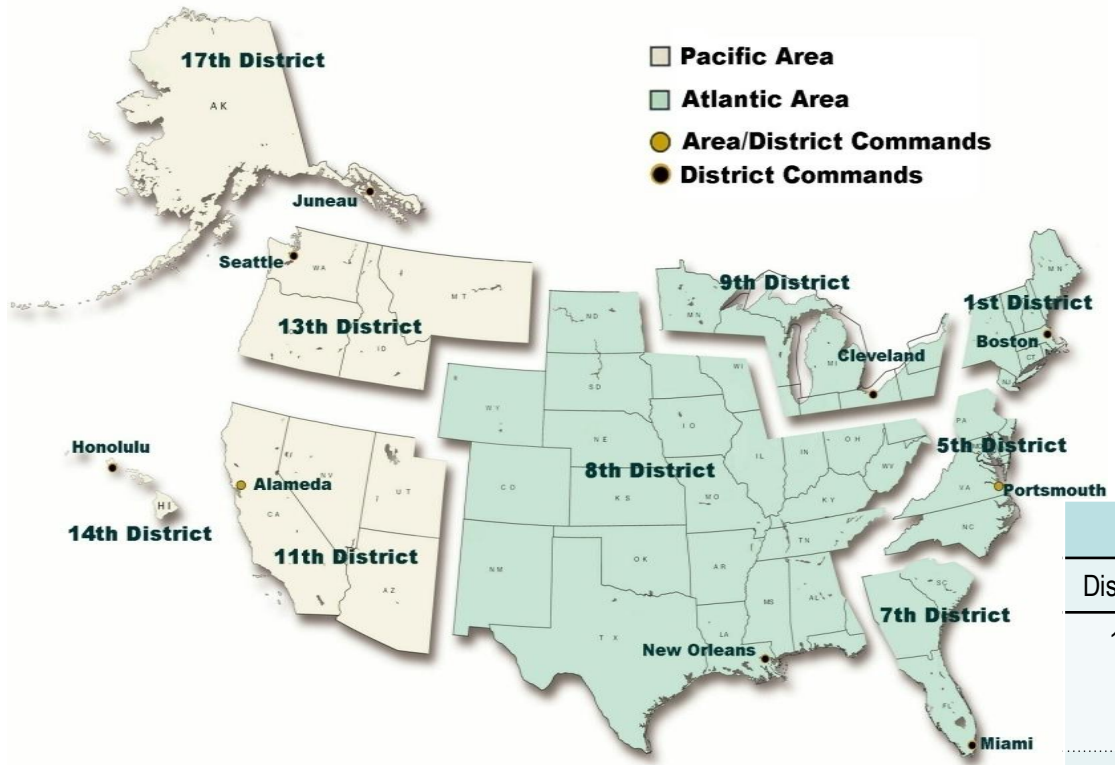 17th District
AK
Juneau
Pacific Area
Atlantic Area
Area/District Commands
District Commands
Seattle
WA
MT
13th District
ID
9th District
MN
MI
Cleveland
WI
MN
1st District
Boston
CT
NJ
ND
SD
WY
NE
IO
8th District
CO
KS
MO
IL
IN
OH
WV
KY
TN
PA
5th District
VA
Portsmouth
NC
Honolulu
HI
14th District
Alameda
NV
UT
CA
11th District
AZ
NM
OK
AR
TX
LA
MS
AL
New Orleans
SC
7th District
FL
Miami
Dis